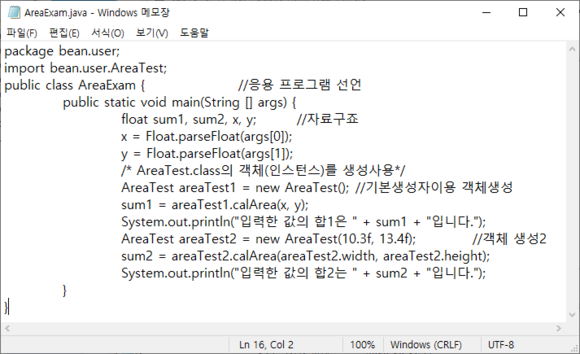 AreaExam.java - Windows 메모장
파일(F) 편집(E) 서식(O) 보기(V) 도움말
package bean.user;
import bean.user.AreaTest;
public class AreaExam { //응용 프로그램 선언
public static void main(String [] args) {
float sum1, sum2, x, y; //자료구죠
x = Float.parseFloat(args[0]);
y = Float.parseFloat(args[1]);
/* AreaTest.class의 객체(인스턴스)를 생성사용*/
AreaTest areaTest1 = new AreaTest(); //기본생성자이용 객체생성
sum1 = areaTest1.calArea(x, y);
System.out.println("입력한 값의 합1은 " + sum1 + "입니다.");
AreaTest areaTest2 = new AreaTest(10.3f, 13.4f); //객체 생성2
sum2 = areaTest2.calArea(areaTest2.width, areaTest2.height);
System.out.println("입력한 값의 합2는 " + sum2 + "입니다.");
}
}
Ln 16, Col 2 100% Windows (CRLF) UTF-8